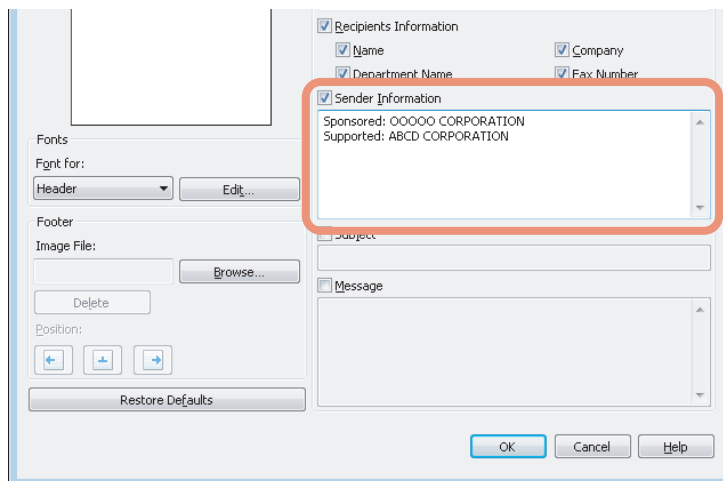 Recipients Information
Name
Company
Department Name
Fax Number
Sender Information
Sponsored: OOOOO CORPORATION
Supported: ABCD CORPORATION
Fonts
Font for:
Header
Edit...
Footer
Image File:
Browse...
Delete
Position:
Restore Defaults
Subject
Message
OK
Cancel
Help